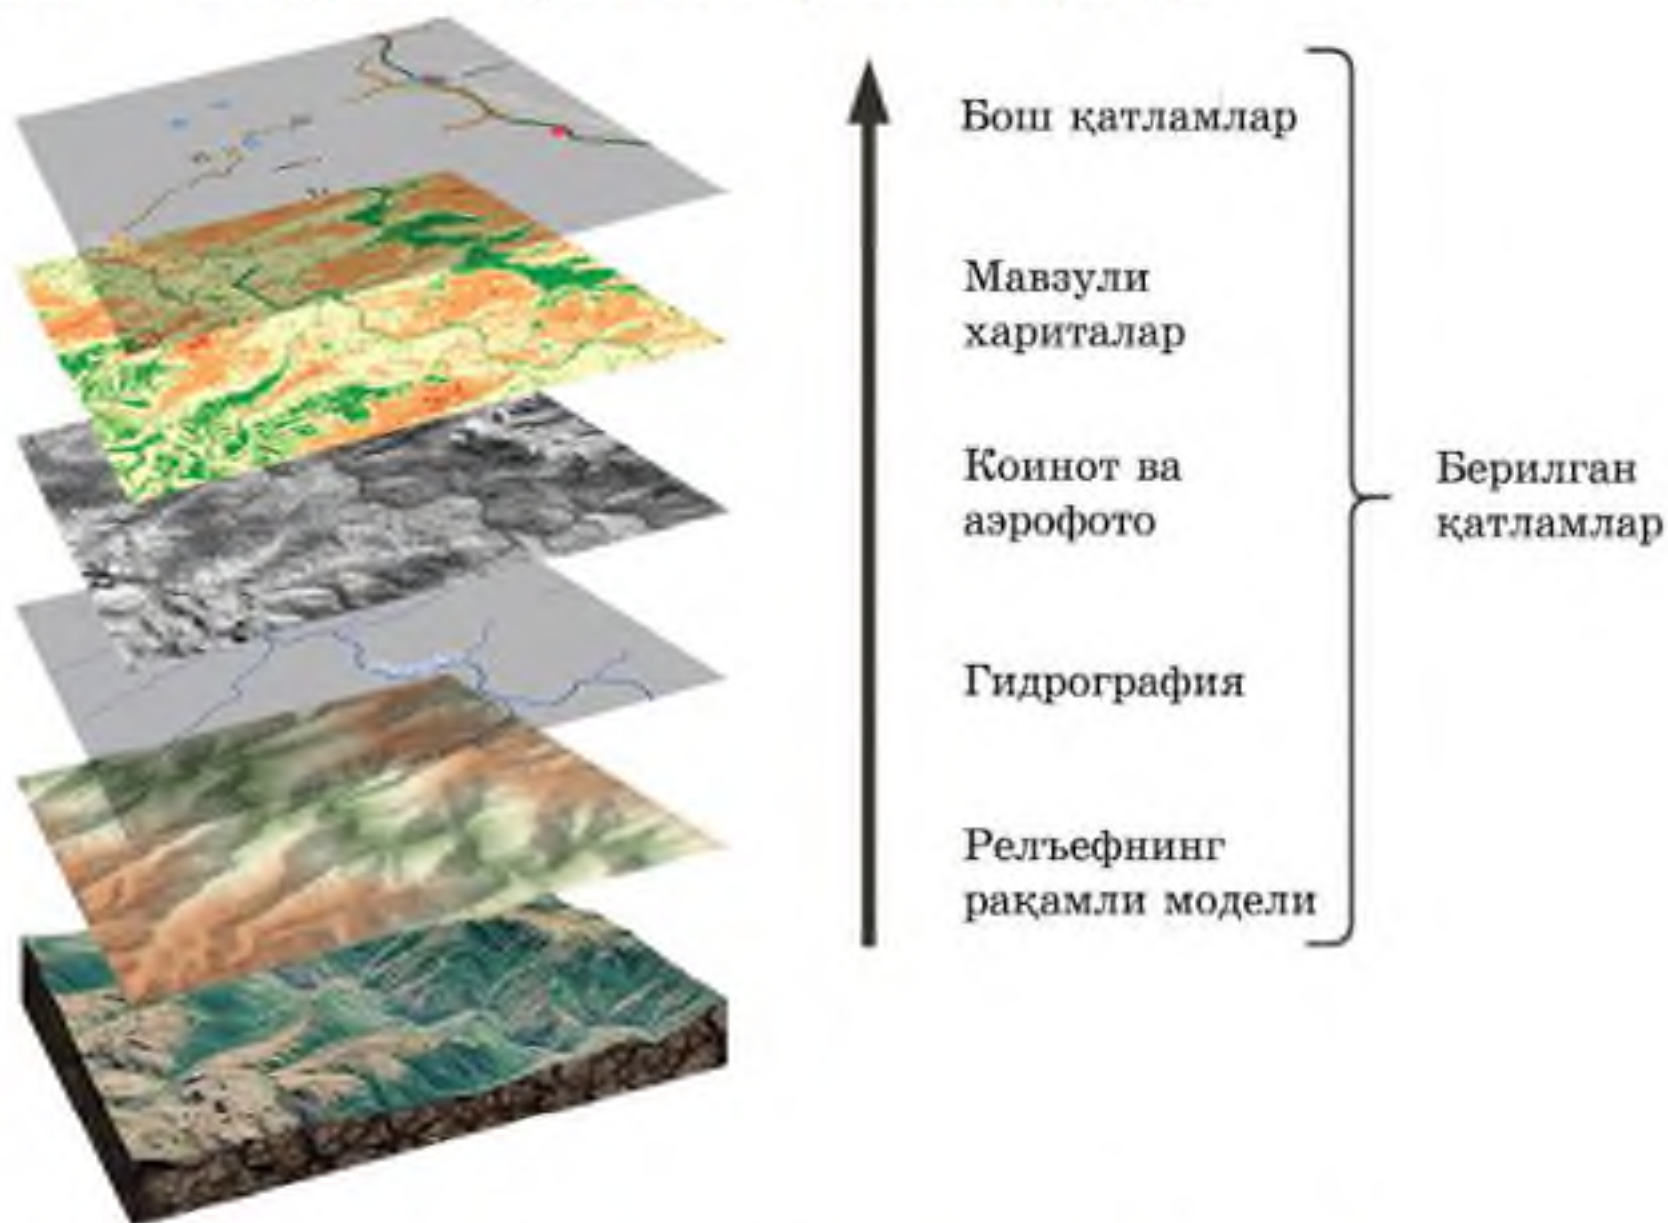 Бош қатламлар
Мавзули
хариталар
Коинот ва
аэрофото
Берилган
қатламлар
Гидрография
Релъефнинг
рақамли модели